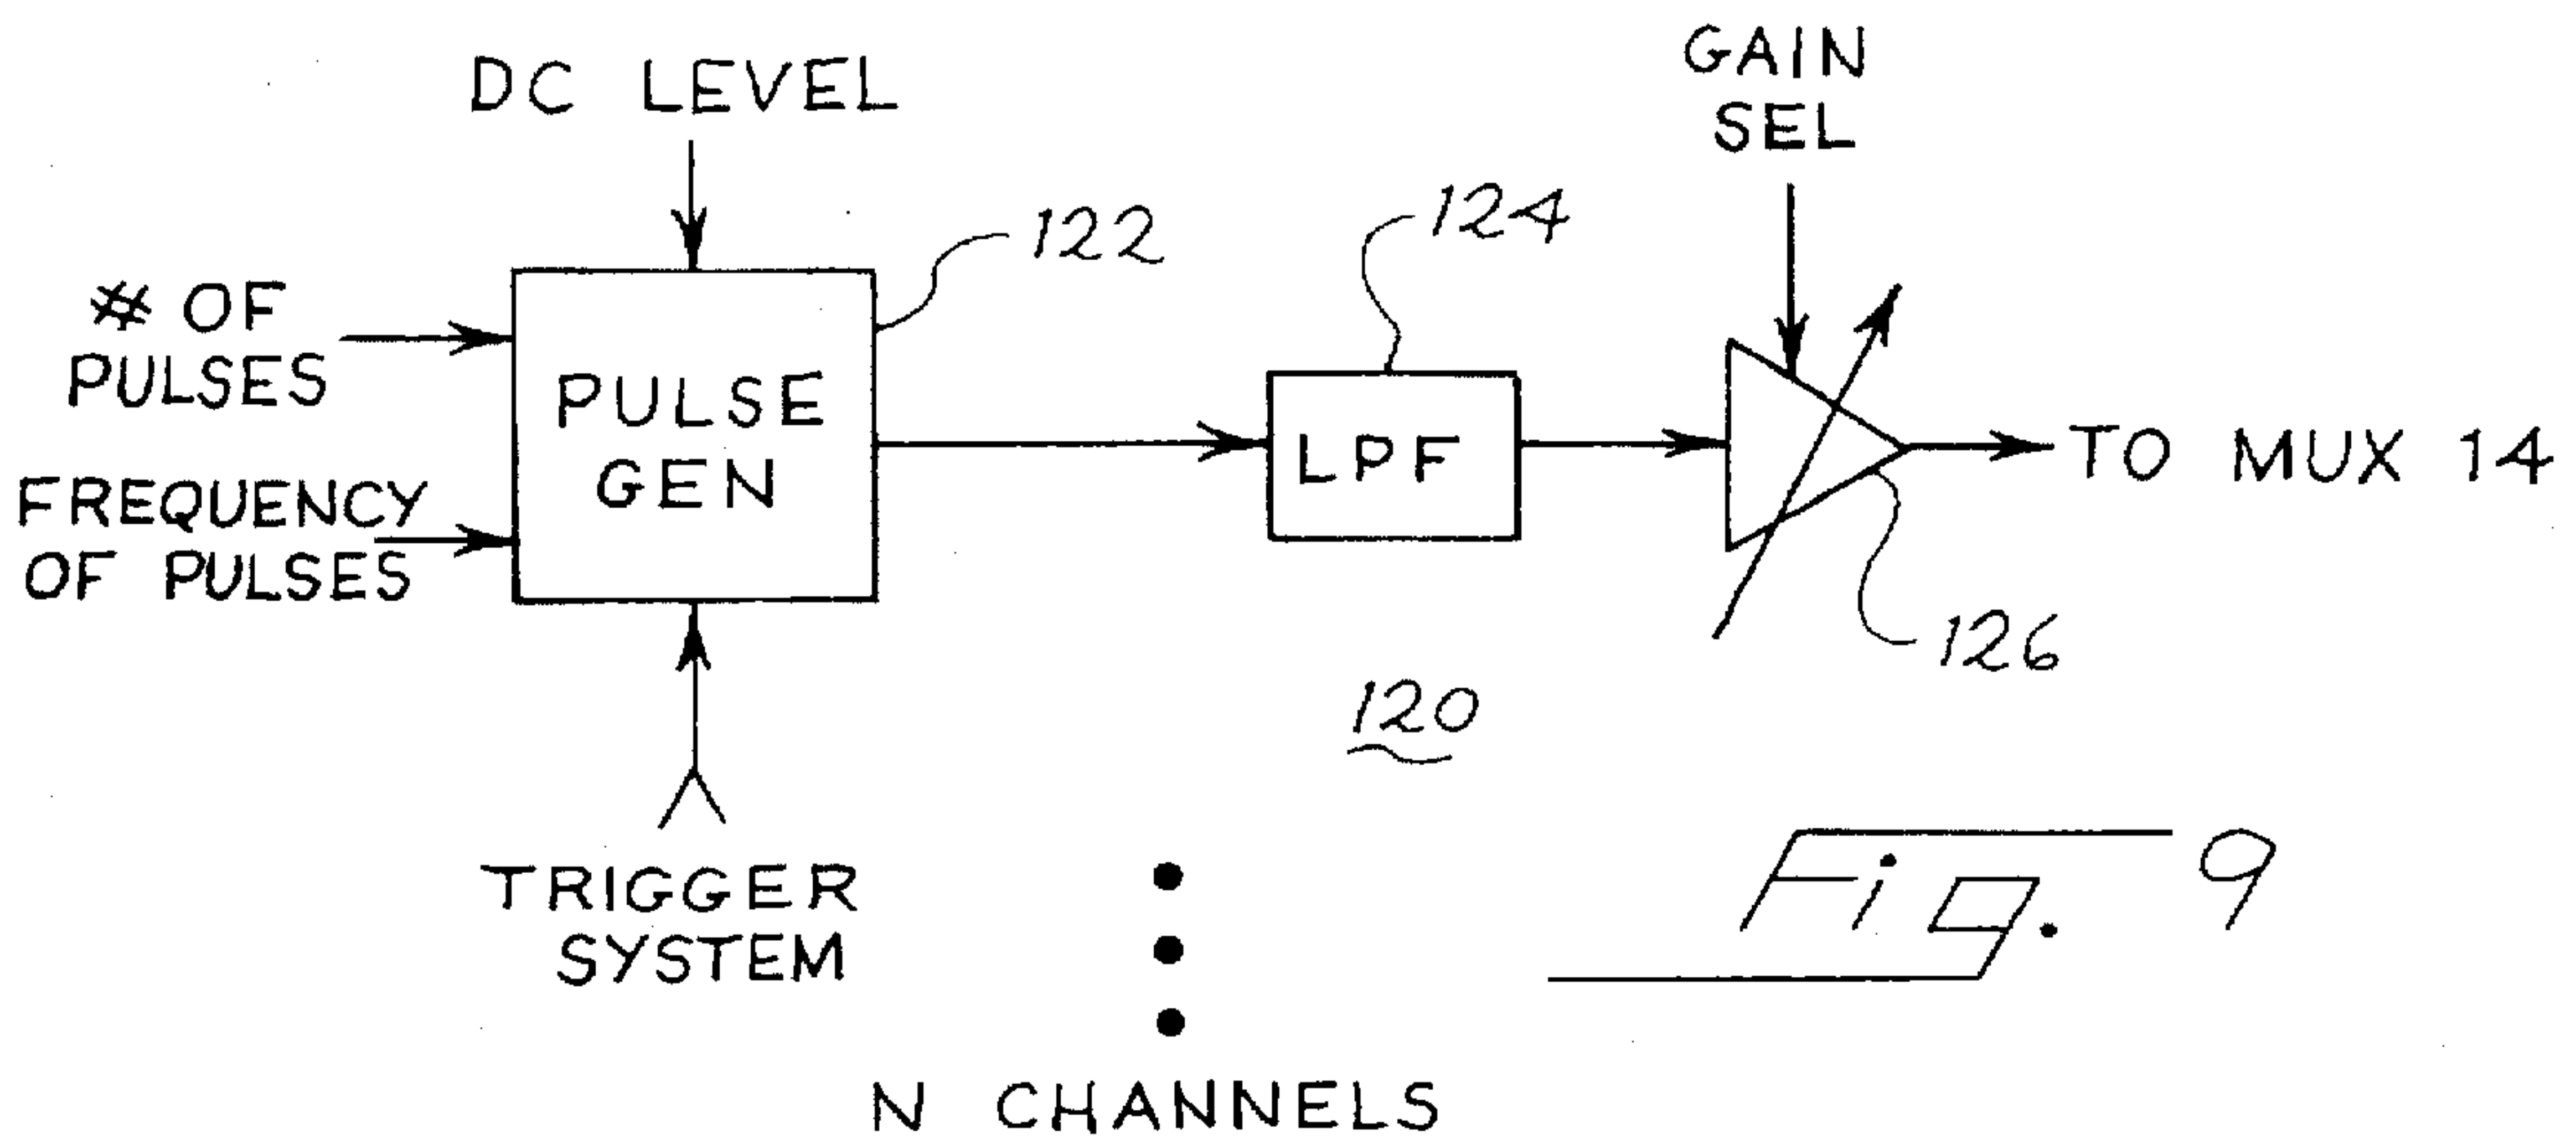 DC LEVEL
GAIN
SEL
122
124
# OF
PULSES
PULSE
GEN
FREQUENCY
OF PULSES
LPF
TO MUX 14
126
120
TRIGGER
SYSTEM
N CHANNELS
Fig. 9